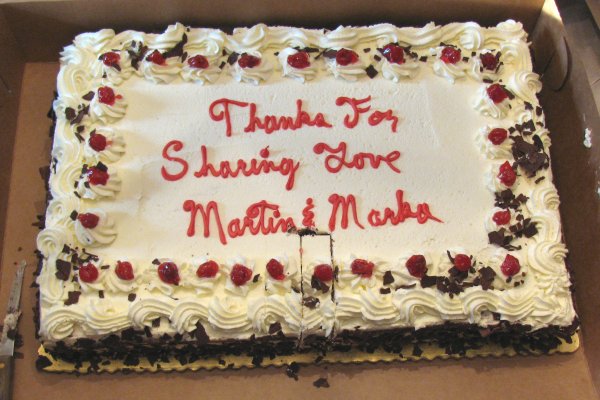 Thanks For
Sharing Love
Martin & Marka